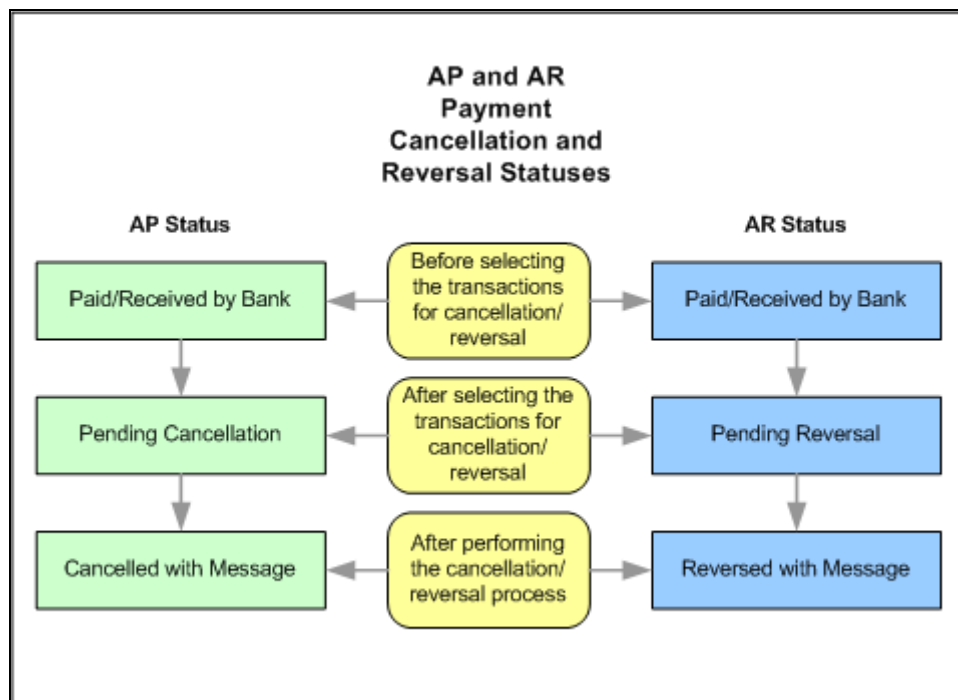 AP and AR
Payment
Cancellation and
Reversal Statuses
AP Status
AR Status
Paid/Received by Bank
Before selecting
the transactions
for cancellation/
reversal
Paid/Received by Bank
Pending Cancellation
After selecting the
transactions for
cancellation/
reversal
Pending Reversal
Cancelled with Message
After performing
the cancellation/
reversal process
Reversed with Message